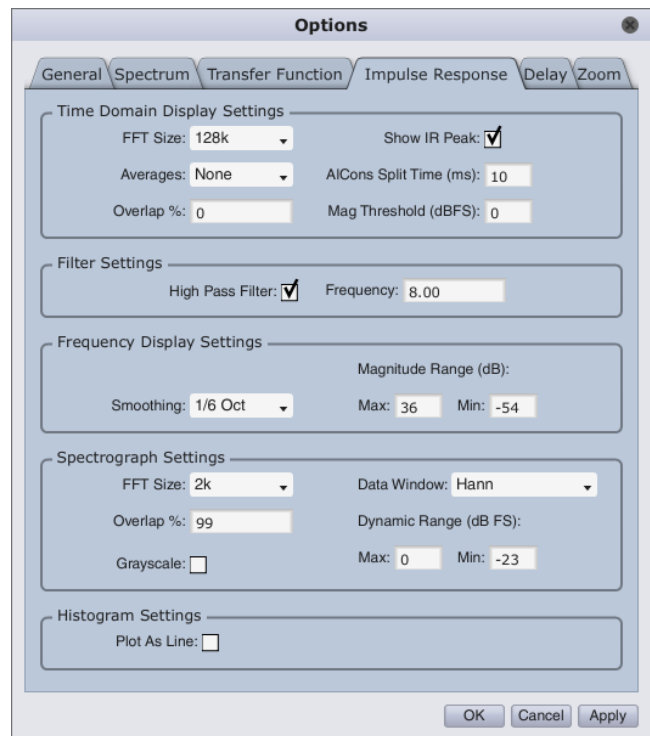 Options
General Spectrum Transfer Function Impulse Response Delay Zoom
Time Domain Display Settings
FFT Size: 128k Show IR Peak:
Averages: None AlCons Split Time (ms): 10
Overlap %: 0 Mag Threshold (dBFS): 0
Filter Settings
High Pass Filter: Frequency: 8.00
Frequency Display Settings
Magnitude Range (dB):
Smoothing: 1/6 Oct Max: 36 Min: -54
Spectrograph Settings
FFT Size: 2k Data Window: Hann
Overlap %: 99 Dynamic Range (dB FS):
Grayscale: Max: 0 Min: -23
Histogram Settings
Plot As Line:
OK Cancel Apply